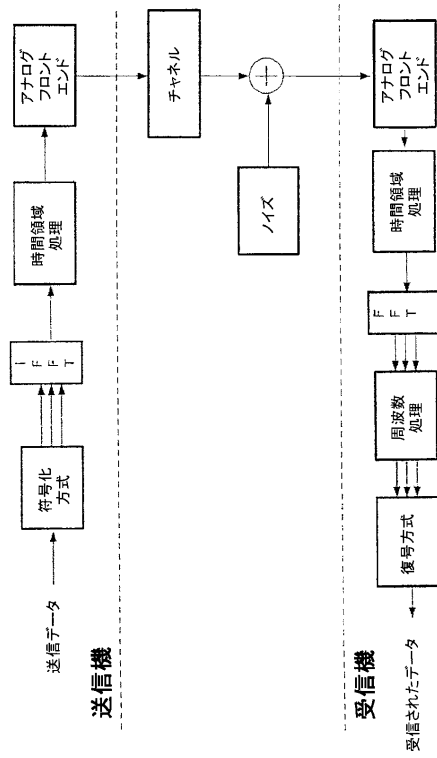 送信データ
符号化
方式
i
F
F
T
時間領域
処理
アナログ
フロント
エンド
送信機
チャネル
ノイズ
受信機
アナログ
フロント
エンド
時間領域
処理
F
F
T
周波数
処理
復号方式
受信されたデータ